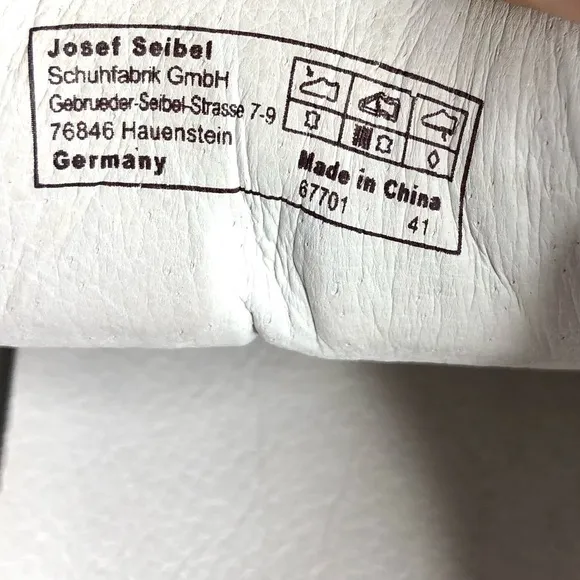 Josef Seibel
Schuhfabrik GmbH
Gebrueder-Seibel-Strasse 7-9
76846 Hauenstein
Germany
Made in China
67701 41